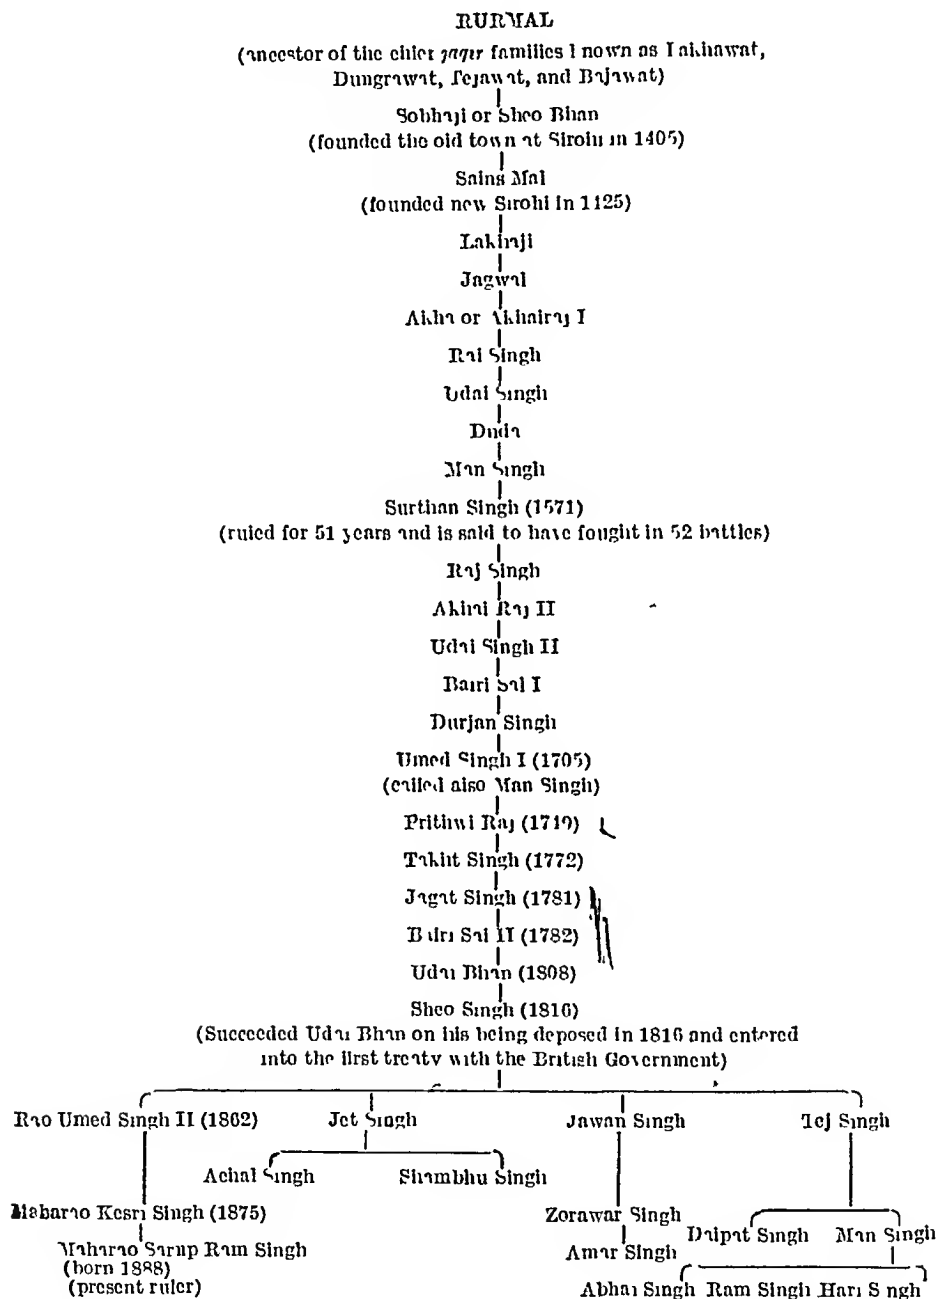 RURMAL
(ancestor of the chief jagir families known as Lakhawat,
Dungrawat, Tejawat, and Bajawat)
Sobhaji or Sheo Bhan
(founded the old town at Sirohi in 1405)
Sains Mal
(founded new Sirohi in 1425)
Lakhaji
Jagmal
Akha or Akhairaj I
Rai Singh
Udai Singh
Duda
Man Singh
Surthan Singh (1571)
(ruled for 51 years and is said to have fought in 52 battles)
Raj Singh
Akhai Raj II
Udai Singh II
Bairi Sal I
Durjan Singh
Umed Singh I (1705)
(called also Man Singh)
Prithwi Raj (1749)
Takht Singh (1772)
Jagat Singh (1781)
Bairi Sal II (1782)
Udai Bhan (1808)
Sheo Singh (1816)
(Succeeded Udai Bhan on his being deposed in 1816 and entered
into the first treaty with the British Government)
Rao Umed Singh II (1862) Jet Singh Jawan Singh Tej Singh
Achal Singh Shambhu Singh
Maharao Kesri Singh (1875) Zorawar Singh
Dalpat Singh Man Singh
Maharao Sarup Ram Singh Amar Singh
(born 1888)
(present ruler) Abhai Singh Ram Singh Hari Singh